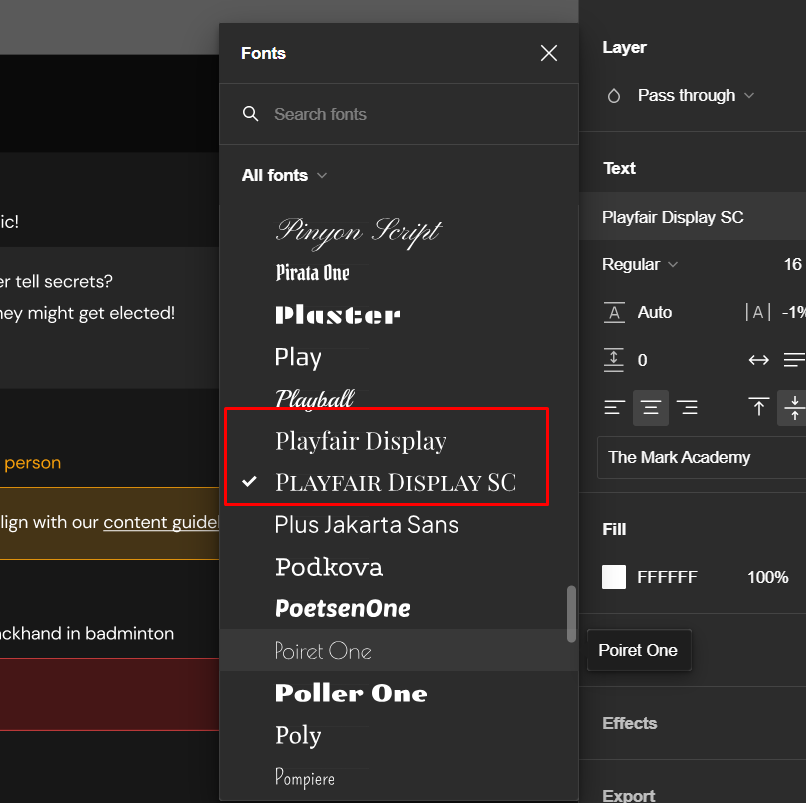 ic!
er tell secrets?
hey might get elected!
person
lign with our content guidel
ackhand in badminton
Fonts
Search fonts
All fonts
Pinyon Script
Pirata One
Plaster
Play
Playball
Playfair Display
Playfair Display SC
Plus Jakarta Sans
Podkova
PoetsenOne
Poiret One
Poller One
Poly
Pompiere
Layer
Pass through
Text
Playfair Display SC
Regular 16
A Auto |A| -1%
0
The Mark Academy
Fill
FFFFFF 100%
Poiret One
Effects
Export